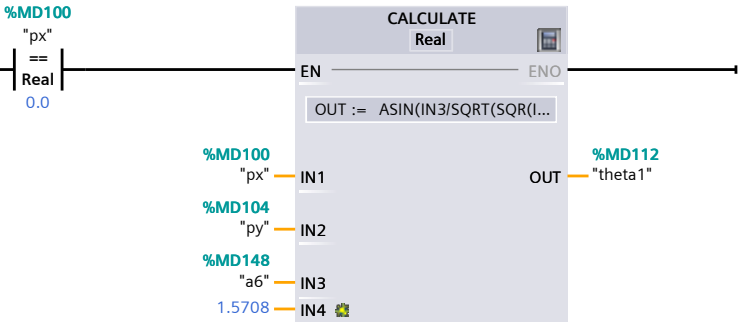 %MD100
"px"
==
Real
0.0
CALCULATE
Real
EN
ENO
OUT := ASIN(IN3/SQRT(SQR(I...
%MD100
"px"
IN1
OUT
%MD112
"theta1"
%MD104
"py"
IN2
%MD148
"a6"
IN3
1.5708
IN4